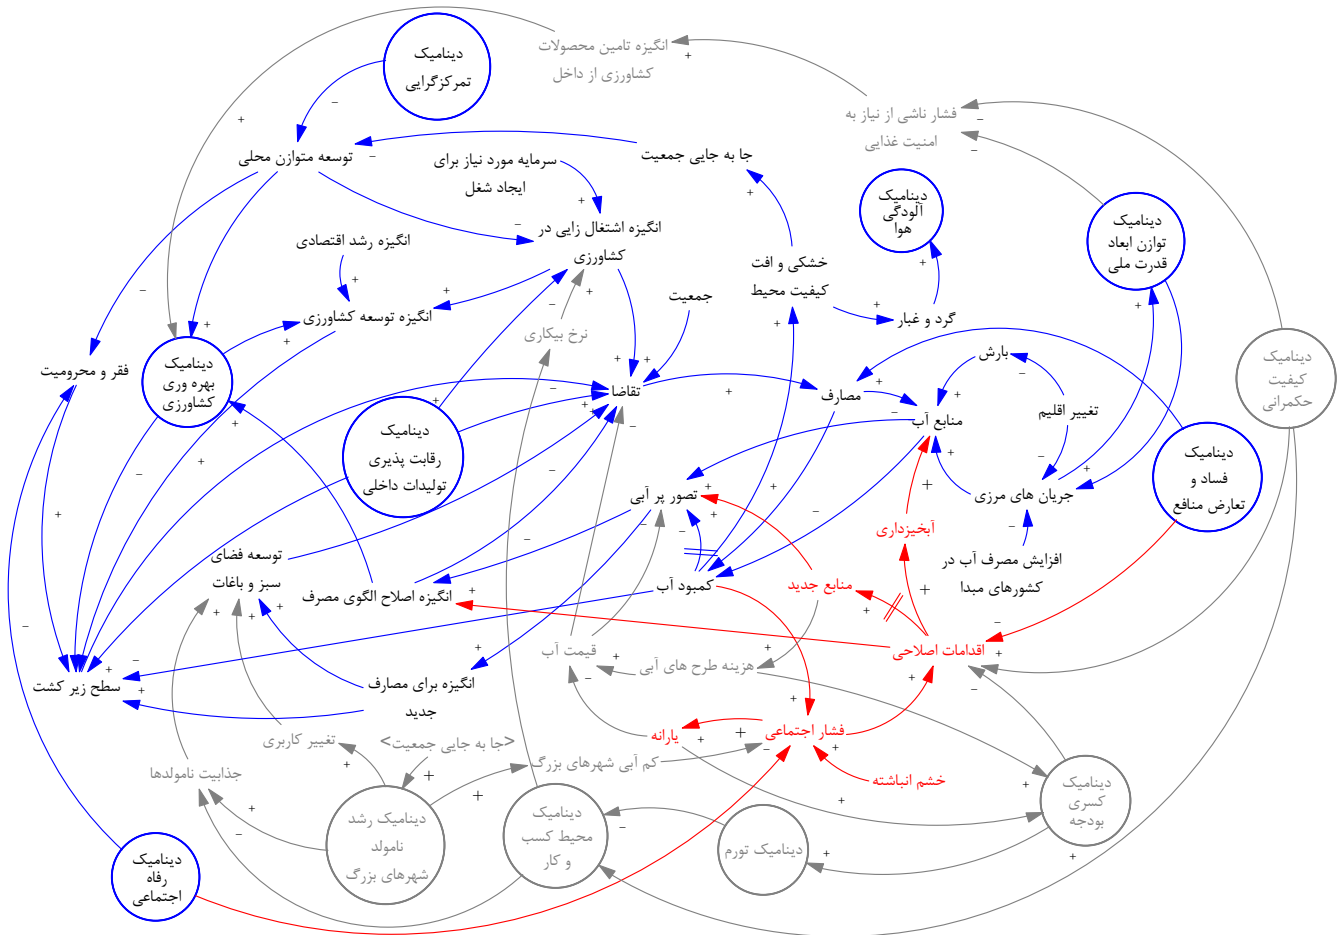 دینامیک
تمرکزگرایی
انگیزه تامین محصولات
کشاورزی از داخل
فشار ناشی از نیاز به
امنیت غذایی
توسعه متوازن محلی
سرمایه مورد نیاز برای
ایجاد شغل
جا به جایی جمعیت
دینامیک
آلودگی
هوا
دینامیک
توازن ابعاد
قدرت ملی
انگیزه رشد اقتصادی
انگیزه اشتغال زایی در
کشاورزی
خشکی و افت
کیفیت محیط
جمعیت
گرد و غبار
انگیزه توسعه کشاورزی
نرخ بیکاری
بارش
دینامیک
کیفیت
حکمرانی
فقر و محرومیت
دینامیک
بهره وری
کشاورزی
تقاضا
مصارف
منابع آب
تغییر اقلیم
دینامیک
رقابت پذیری
تولیدات داخلی
دینامیک
فساد و
تعارض منافع
تصور پر آبی
جریان های مرزی
آبخیزداری
توسعه فضای
سبز و باغات
انگیزه اصلاح الگوی مصرف
کمبود آب
منابع جدید
افزایش مصرف آب در
کشورهای مبدا
قیمت آب
هزینه طرح های آبی
اقدامات اصلاحی
سطح زیر کشت
انگیزه برای مصارف
جدید
تغییر کاربری
<جا به جایی جمعیت>
یارانه
فشار اجتماعی
کم آبی شهرهای بزرگ
خشم انباشته
جذابیت نامولدها
دینامیک رشد
نامولد
شهرهای بزرگ
دینامیک
محیط کسب
و کار
دینامیک تورم
دینامیک
کسری
بودجه
دینامیک
رفاه
اجتماعی